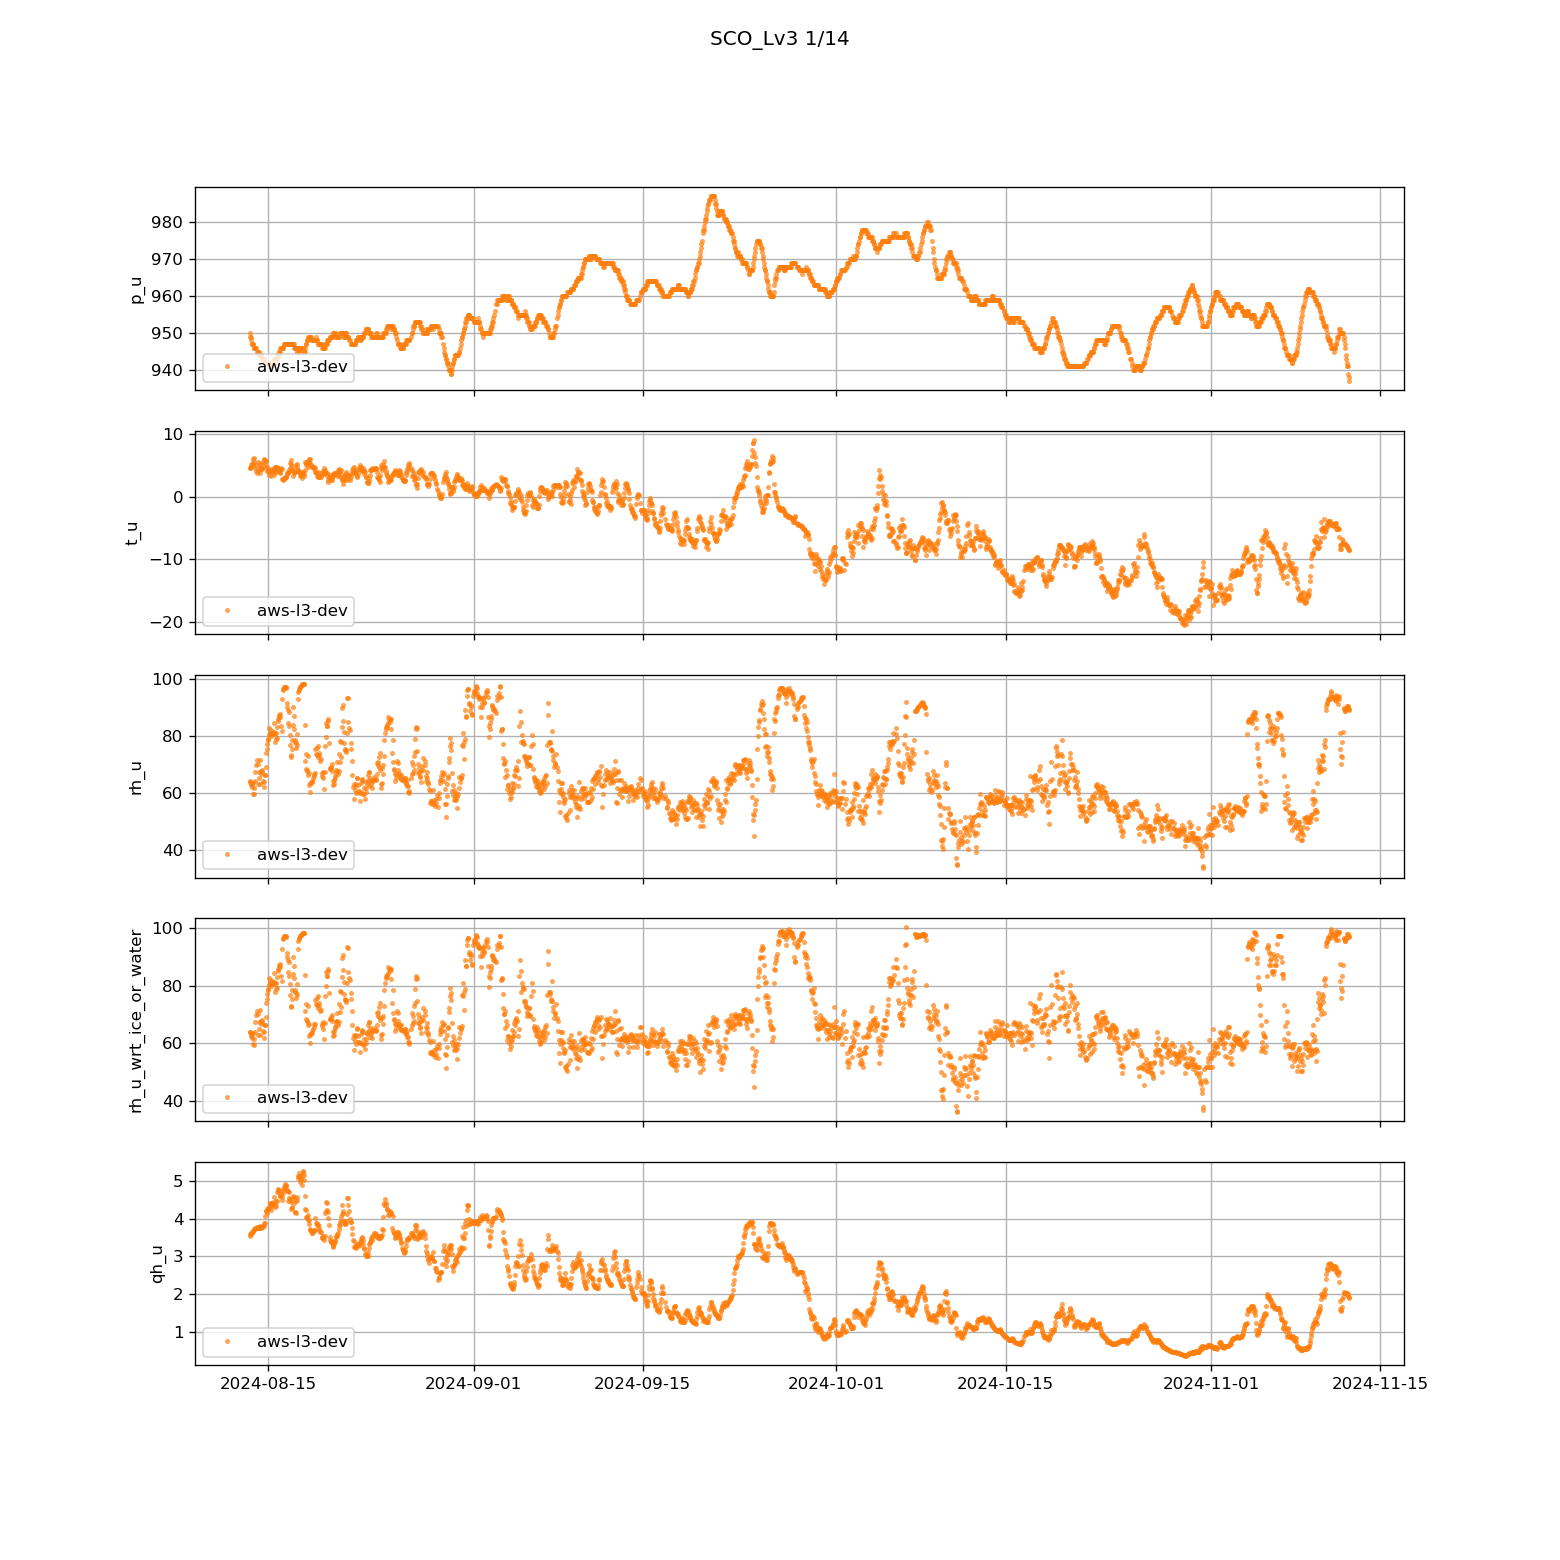 SCO_Lv3 1/14
p_u
980
970
960
950
940
aws-l3-dev
t_u
10
0
−10
−20
aws-l3-dev
rh_u
100
80
60
40
aws-l3-dev
rh_u_wrt_ice_or_water
100
80
60
40
aws-l3-dev
qh_u
5
4
3
2
1
aws-l3-dev
2024-08-15 2024-09-01 2024-09-15 2024-10-01 2024-10-15 2024-11-01 2024-11-15